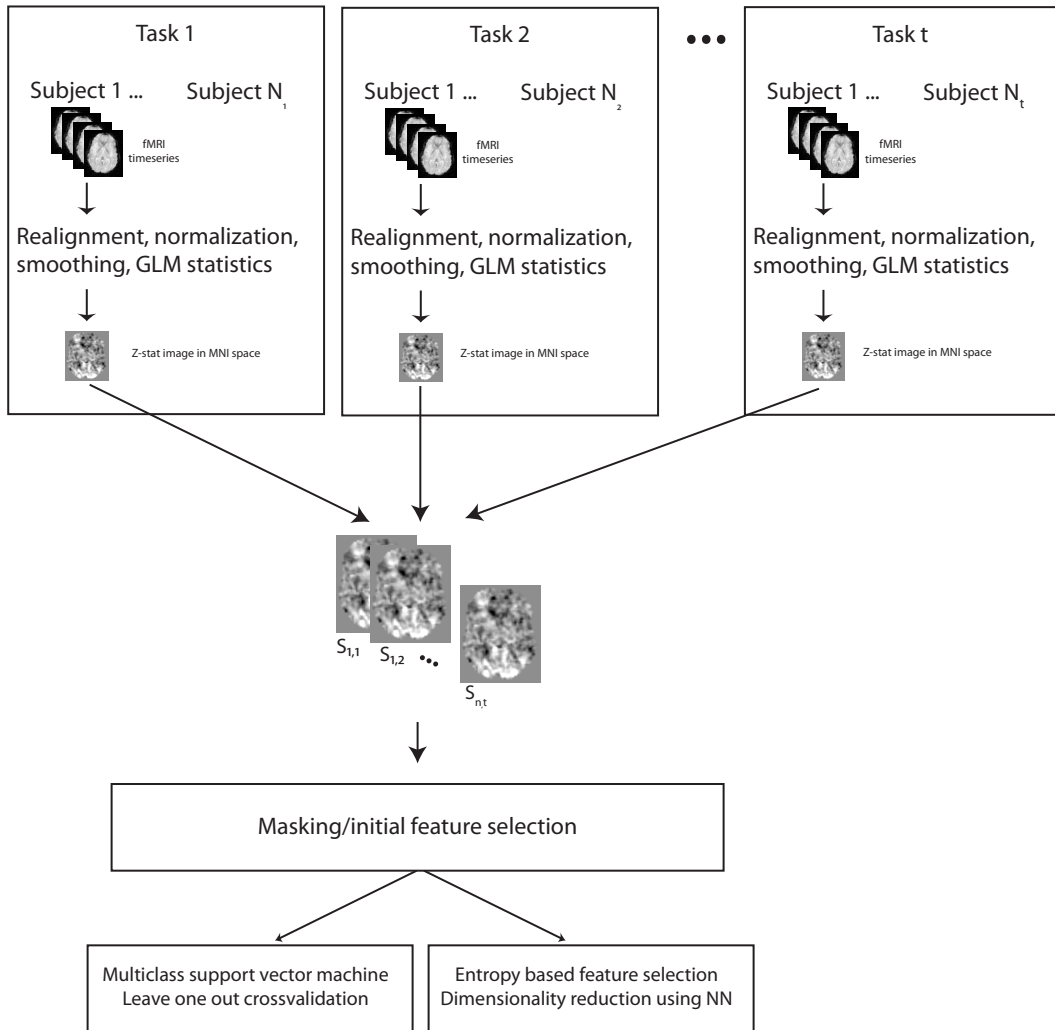 Task 1
Subject 1 ... Subject N₁
fMRI
timeseries
Realignment, normalization,
smoothing, GLM statistics
Z-stat image in MNI space
Task 2
Subject 1 ... Subject N₂
fMRI
timeseries
Realignment, normalization,
smoothing, GLM statistics
Z-stat image in MNI space
•••
Task t
Subject 1 ... Subject Nₜ
fMRI
timeseries
Realignment, normalization,
smoothing, GLM statistics
Z-stat image in MNI space
S₁,₁
S₁,₂
•••
Sₙ,ₜ
Masking/initial feature selection
Multiclass support vector machine
Leave one out crossvalidation
Entropy based feature selection
Dimensionality reduction using NN